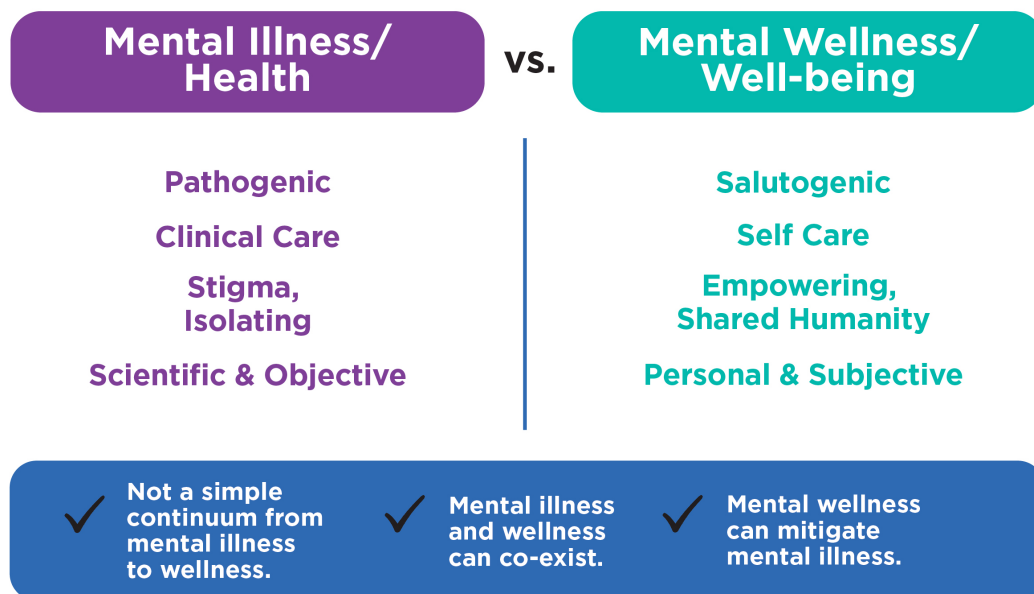 Mental Illness/
Health
vs.
Mental Wellness/
Well-being
Pathogenic
Clinical Care
Stigma,
Isolating
Scientific & Objective
Salutogenic
Self Care
Empowering,
Shared Humanity
Personal & Subjective
Not a simple
continuum from
mental illness
to wellness.
Mental illness
and wellness
can co-exist.
Mental wellness
can mitigate
mental illness.